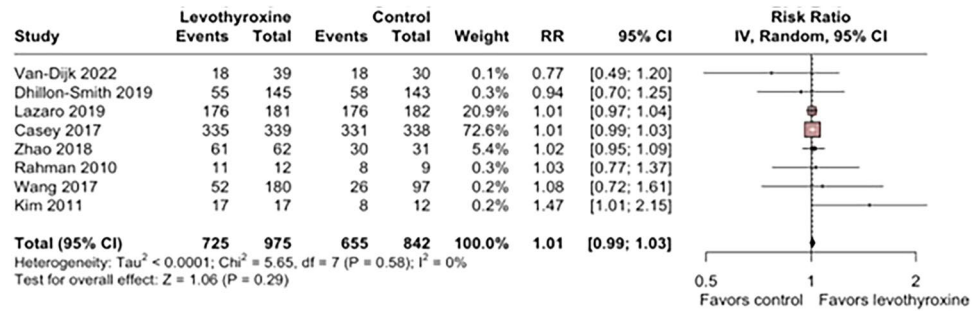 Levothyroxine Control Risk Ratio
Study Events Total Events Total Weight RR 95% CI IV, Random, 95% CI
Van-Dijk 2022 18 39 18 30 0.1% 0.77 [0.49; 1.20]
Dhillon-Smith 2019 55 145 58 143 0.3% 0.94 [0.70; 1.25]
Lazaro 2019 176 181 176 182 20.9% 1.01 [0.97; 1.04]
Casey 2017 335 339 331 338 72.6% 1.01 [0.99; 1.03]
Zhao 2018 61 62 30 31 5.4% 1.02 [0.95; 1.09]
Rahman 2010 11 12 8 9 0.3% 1.03 [0.77; 1.37]
Wang 2017 52 180 26 97 0.2% 1.08 [0.72; 1.61]
Kim 2011 17 17 8 12 0.2% 1.47 [1.01; 2.15]
Total (95% CI) 725 975 655 842 100.0% 1.01 [0.99; 1.03]
Heterogeneity: Tau² < 0.0001; Chi² = 5.65, df = 7 (P = 0.58); I² = 0%
Test for overall effect: Z = 1.06 (P = 0.29)
0.5 1 2
Favors control Favors levothyroxine